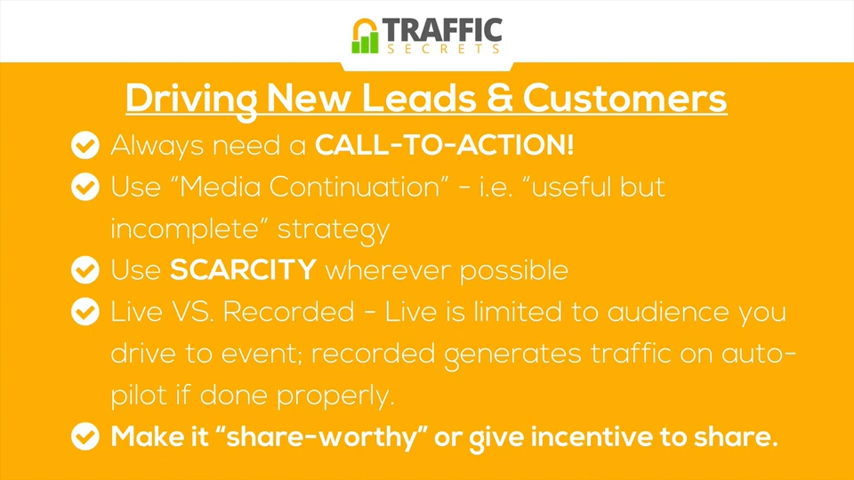 TRAFFIC
SECRETS
Driving New Leads & Customers
Always need a CALL-TO-ACTION!
Use “Media Continuation” - i.e. “useful but
incomplete” strategy
Use SCARCITY wherever possible
Live VS. Recorded - Live is limited to audience you
drive to event; recorded generates traffic on auto-
pilot if done properly.
Make it “share-worthy” or give incentive to share.